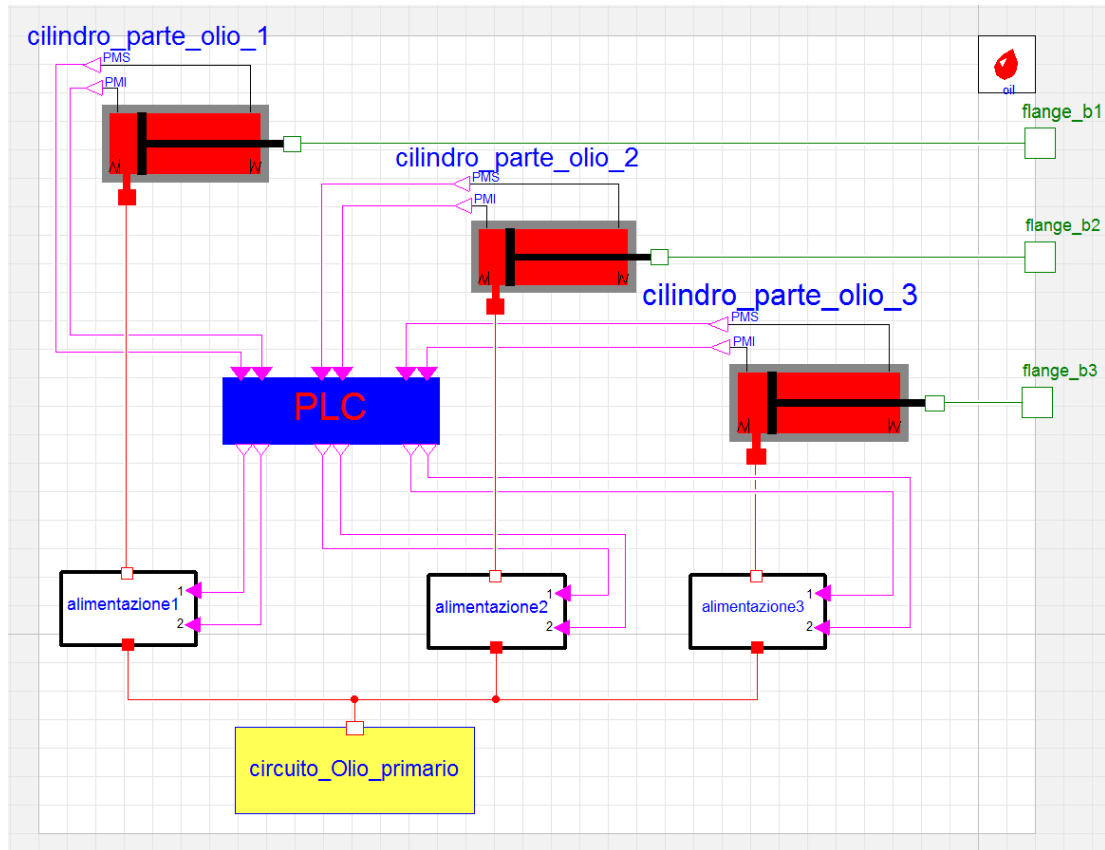 cilindro_parte_olio_1
PMS
PMI
oil
flange_b1
cilindro_parte_olio_2
PMS
PMI
flange_b2
cilindro_parte_olio_3
PMS
PMI
flange_b3
PLC
alimentazione1
1
2
alimentazione2
1
2
alimentazione3
1
2
circuito_Olio_primario